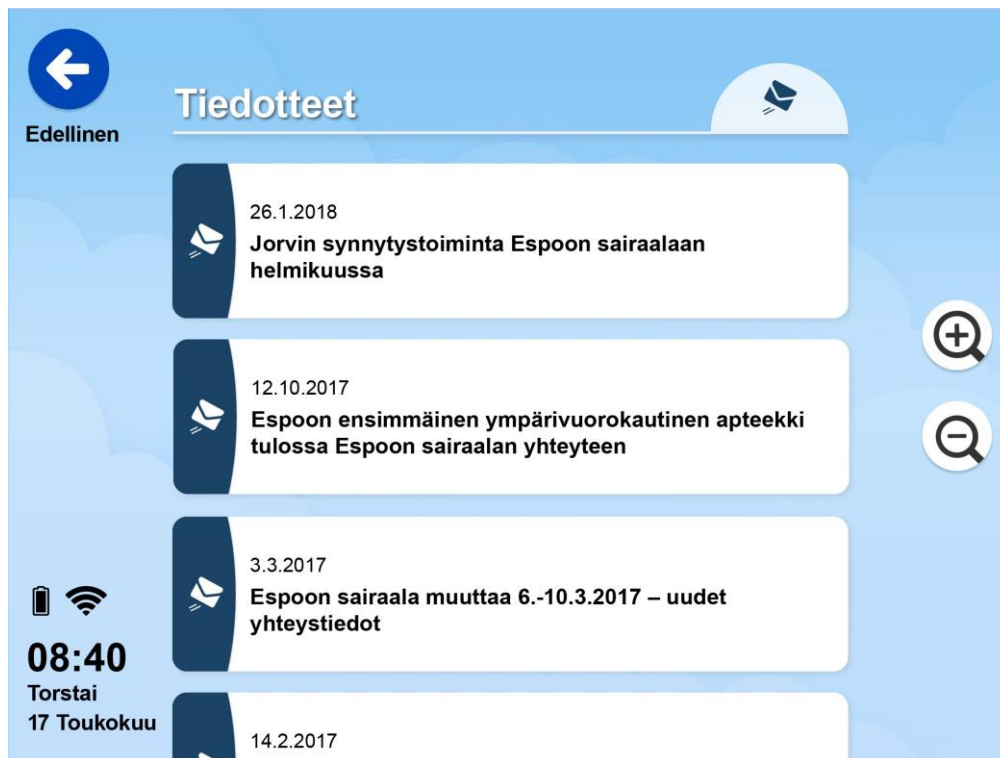 Edellinen
Tiedotteet
26.1.2018
Jorvin synnytystoiminta Espoon sairaalaan
helmikuussa
12.10.2017
Espoon ensimmäinen ympärivuorokautinen apteekki
tulossa Espoon sairaalan yhteyteen
3.3.2017
Espoon sairaala muuttaa 6.-10.3.2017 – uudet
yhteystiedot
14.2.2017
08:40
Torstai
17 Toukokuu